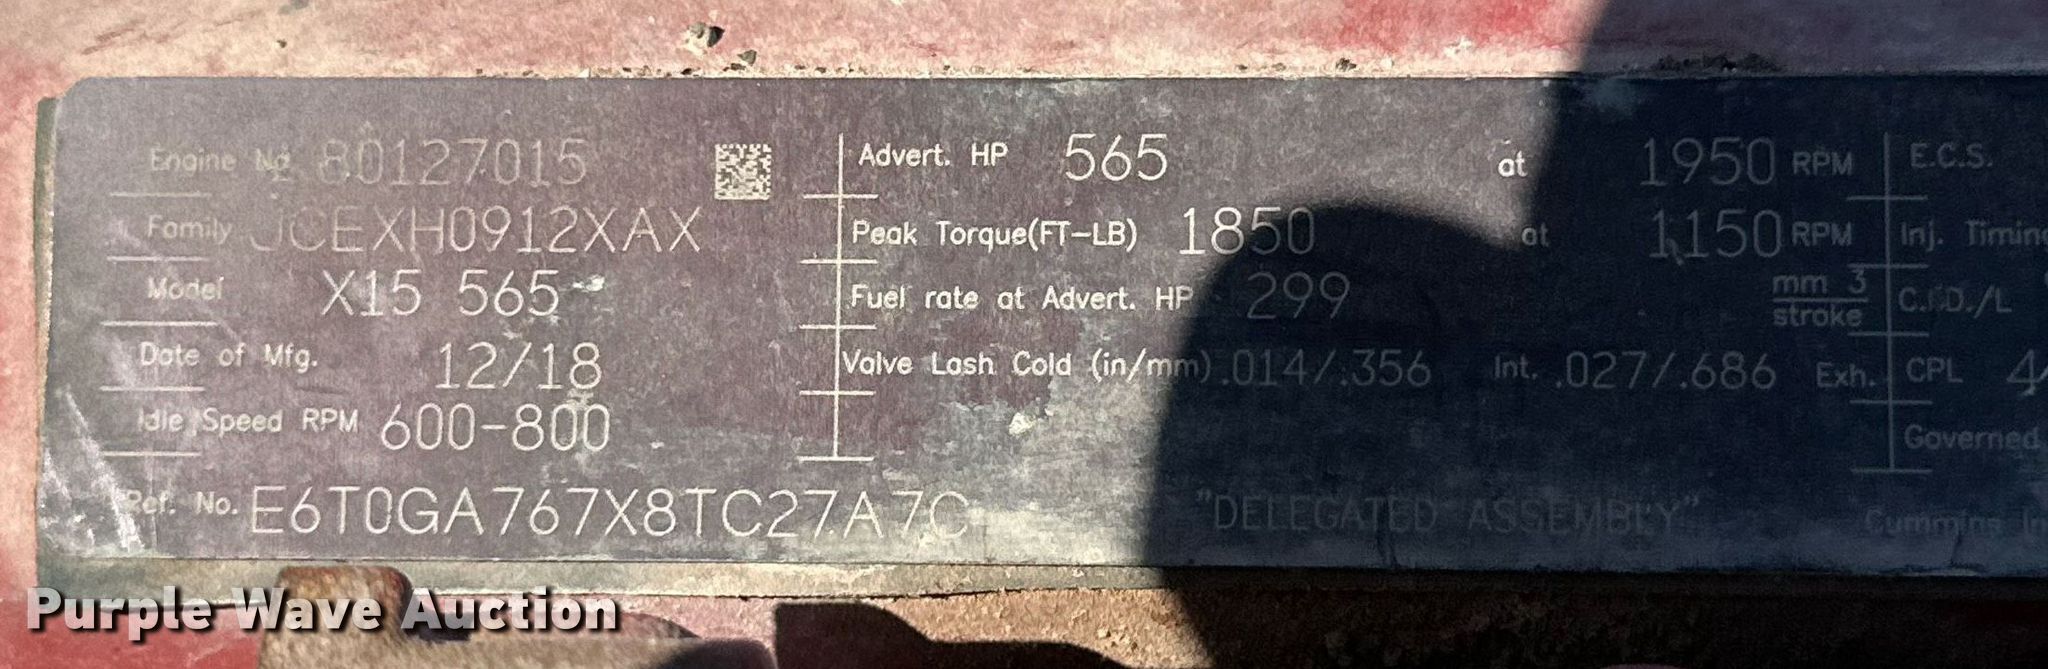 Engine No. 80127015
Family JCEXH0912XAX
Model X15 565
Date of Mfg. 12/18
Idle Speed RPM 600-800
Ref. No. E6T0GA767X8TC27A7C
Advert. HP 565 at 1950 RPM
Peak Torque(FT-LB) 1850 at 1150 RPM
Fuel rate at Advert. HP 299 mm 3
stroke
Valve Lash Cold (in/mm) .014/.356 Int. .027/.686 Exh.
"DELEGATED ASSEMBLY"
E.C.S.
Inj. Timing
C.I.D./L
CPL 4
Governed
Cummins
Purple Wave Auction